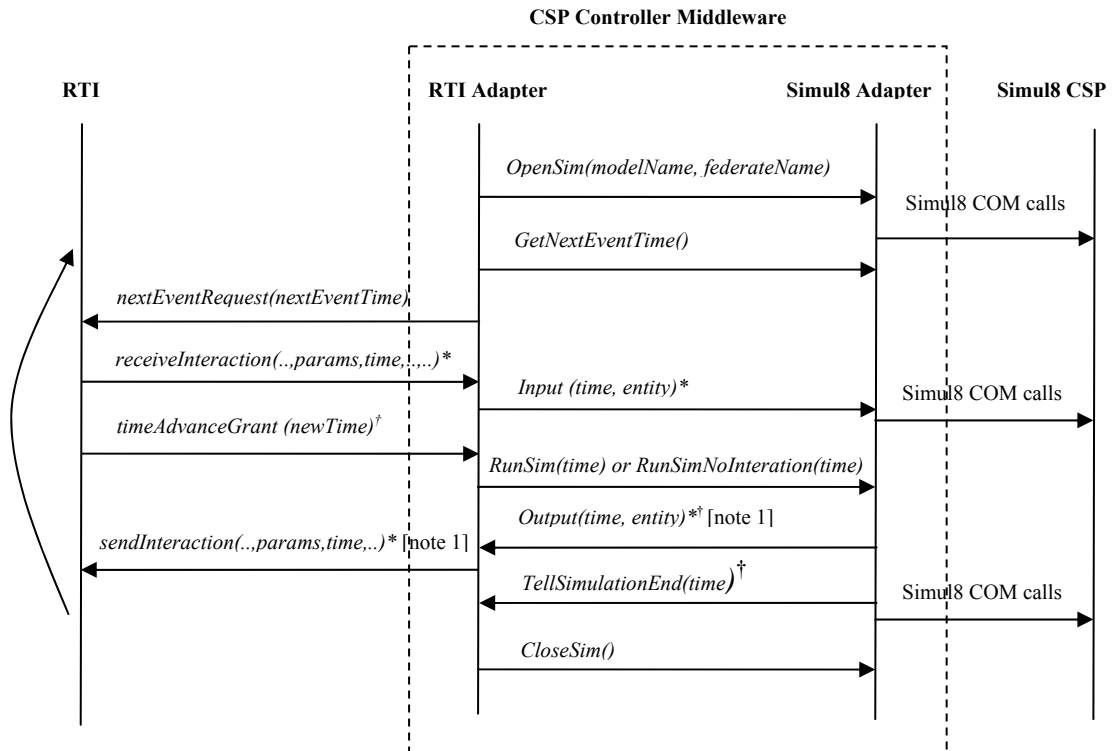 CSP Controller Middleware
RTI
RTI Adapter
Simul8 Adapter
Simul8 CSP
OpenSim(modelName, federateName)
Simul8 COM calls
GetNextEventTime()
nextEventRequest(nextEventTime)
receiveInteraction(..,params,time,..,..)*
Input (time, entity)*
Simul8 COM calls
timeAdvanceGrant (newTime)†
RunSim(time) or RunSimNoInteration(time)
Output(time, entity)*† [note 1]
sendInteraction(..,params,time,..)* [note 1]
TellSimulationEnd(time)†
Simul8 COM calls
CloseSim()